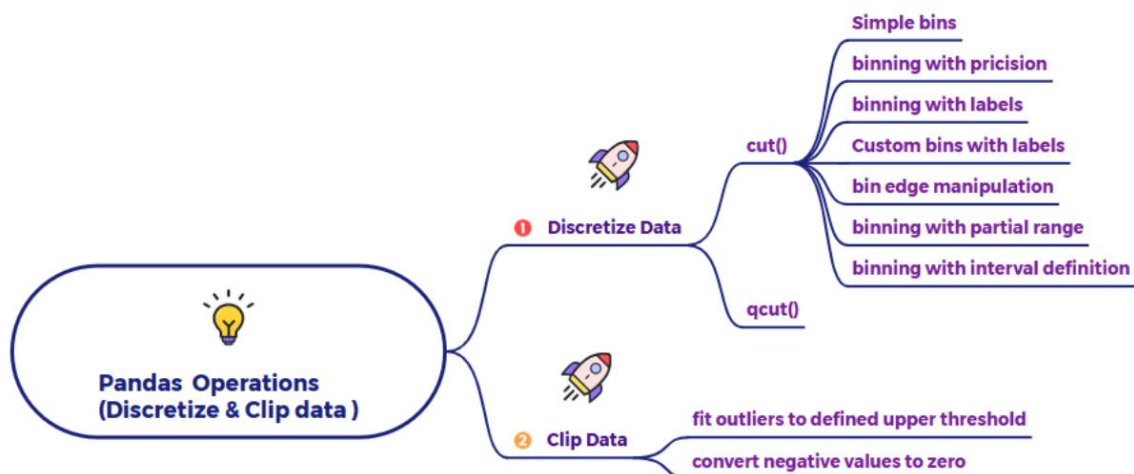 Simple bins
binning with pricision
binning with labels
cut()
Custom bins with labels
bin edge manipulation
1 Discretize Data
binning with partial range
binning with interval definition
qcut()
Pandas Operations
(Discretize & Clip data )
fit outliers to defined upper threshold
2 Clip Data
convert negative values to zero